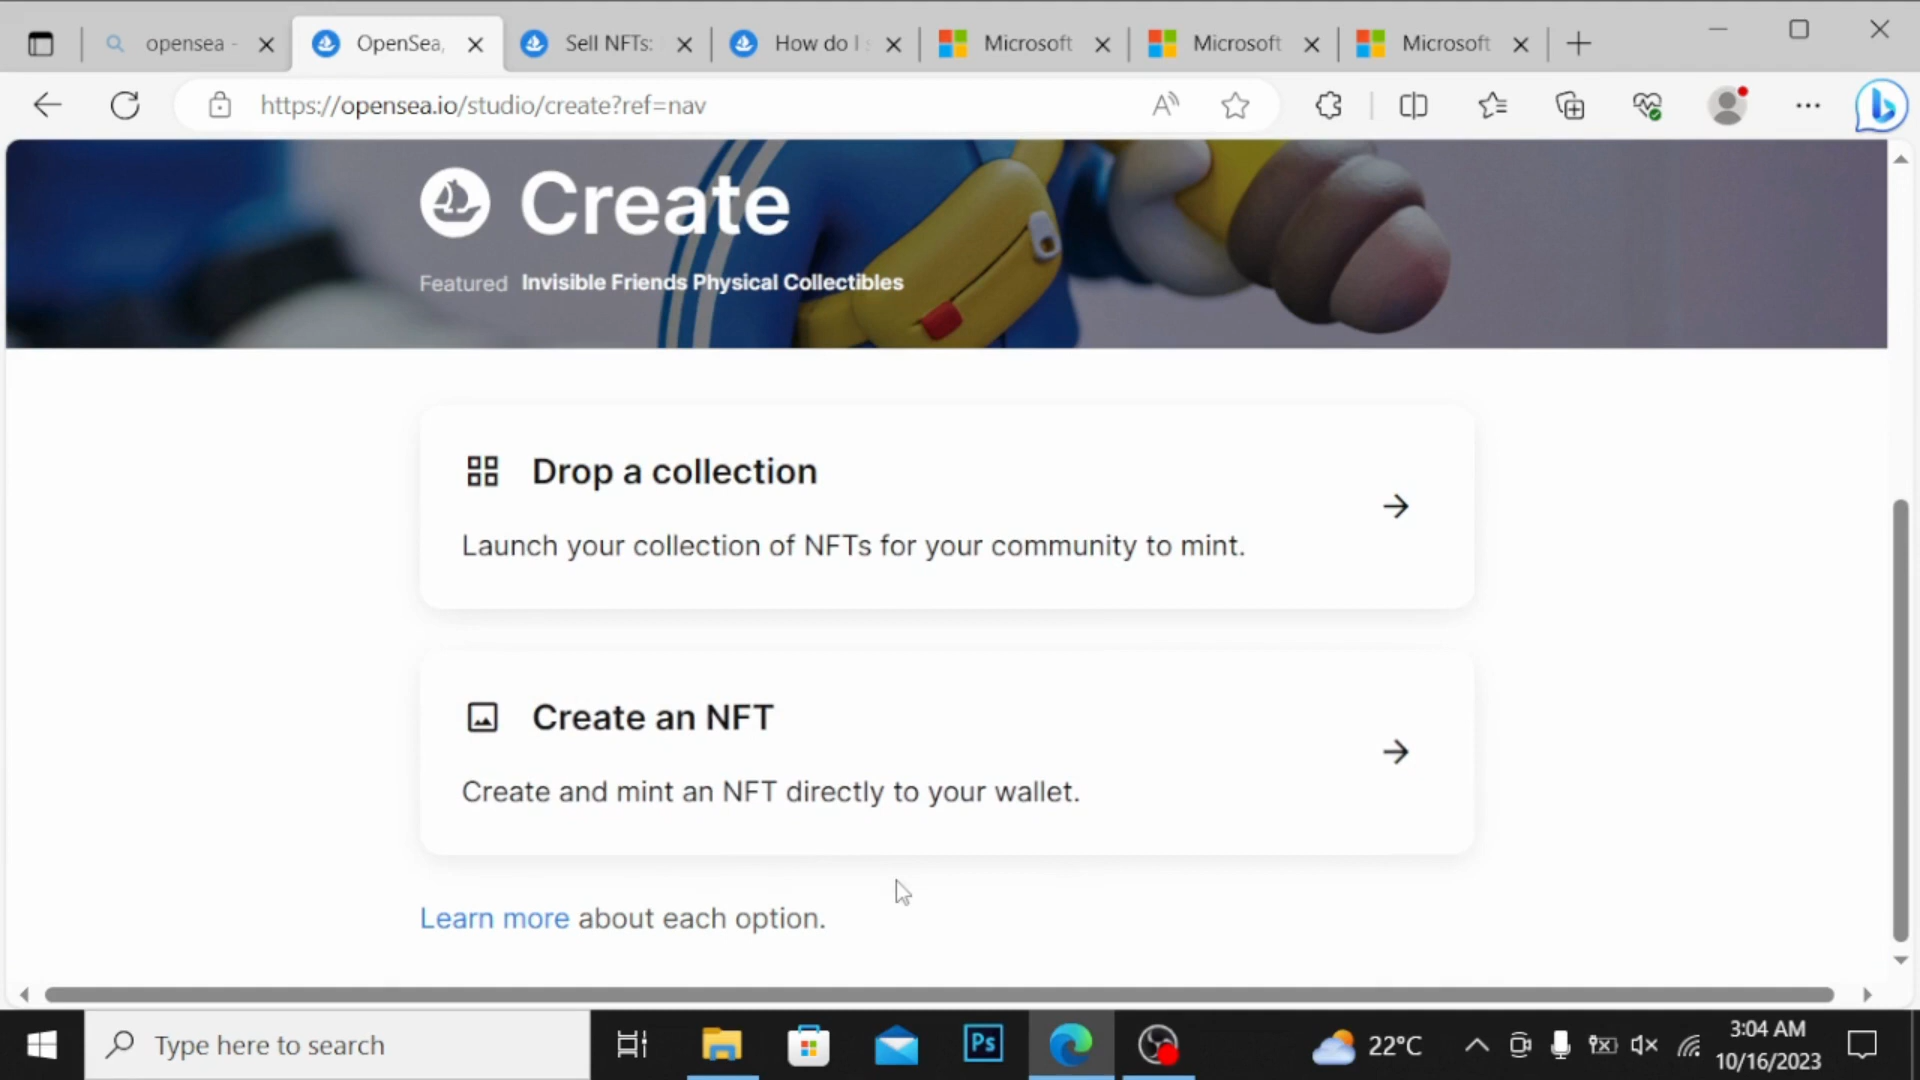 opensea -
OpenSea,
Sell NFTs:
How do I s
Microsoft
Microsoft
Microsoft
https://opensea.io/studio/create?ref=nav
Create
Featured Invisible Friends Physical Collectibles
Drop a collection
Launch your collection of NFTs for your community to mint.
Create an NFT
Create and mint an NFT directly to your wallet.
Learn more about each option.
Type here to search
Ps
22°C
3:04 AM
10/16/2023